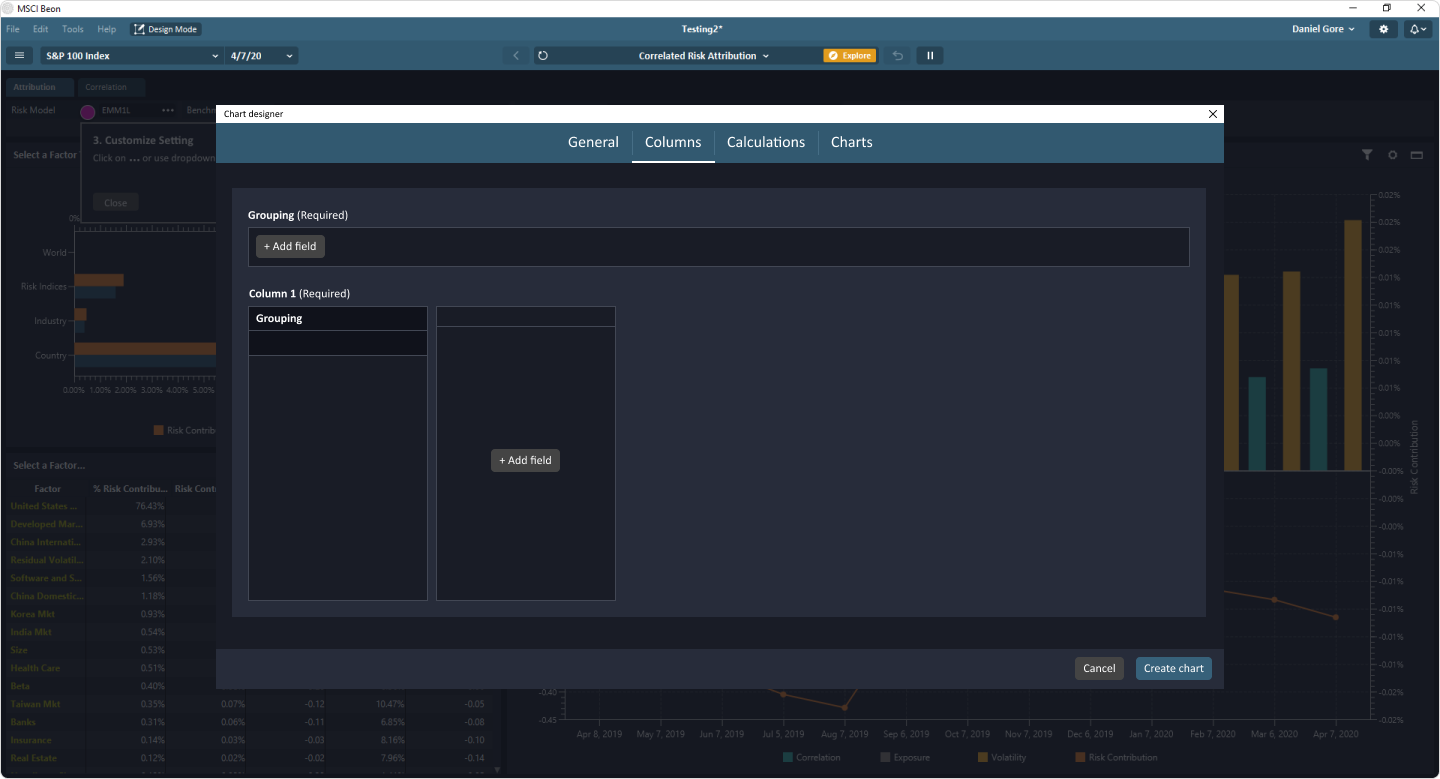 MSCI Beon
File Edit Tools Help Design Mode Testing2* Daniel Gore
S&P 100 Index 4/7/20 Correlated Risk Attribution Explore
Attribution Correlation
Risk Model EMM1L ••• Benchm
Chart designer
General Columns Calculations Charts
3. Customize Setting
Click on ... or use dropdown
Close
Select a Factor
0%
World
Risk Indices
Industry
Country
0.00% 1.00% 2.00% 3.00% 4.00% 5.00%
Risk Contrib
Grouping (Required)
+ Add field
Column 1 (Required)
Grouping
+ Add field
Cancel Create chart
Select a Factor...
Factor % Risk Contribu... Risk Cont
United States ... 76.43%
Developed Mar... 6.93%
China Internati... 2.93%
Residual Volatil... 2.10%
Software and S... 1.56%
China Domestic... 1.18%
Korea Mkt 0.93%
India Mkt 0.54%
Size 0.53%
Health Care 0.51%
Beta 0.40%
Taiwan Mkt 0.35% 0.07% -0.12 10.47% -0.05
Banks 0.31% 0.06% -0.11 6.85% -0.08
Insurance 0.14% 0.03% -0.03 8.16% -0.10
Real Estate 0.12% 0.02% -0.02 7.96% -0.14
0.02%
0.02%
0.02%
0.01%
0.01%
0.01%
0.01%
0.01%
0.00%
0.00%
-0.02%
-0.00%
-0.00%
-0.01%
-0.01%
-0.01%
-0.01%
-0.01%
-0.02%
-0.02%
Risk Contribution
-0.40
-0.45
Apr 8, 2019 May 7, 2019 Jun 7, 2019 Jul 5, 2019 Aug 7, 2019 Sep 6, 2019 Oct 7, 2019 Nov 7, 2019 Dec 6, 2019 Jan 7, 2020 Feb 7, 2020 Mar 6, 2020 Apr 7, 2020
Correlation Exposure Volatility Risk Contribution